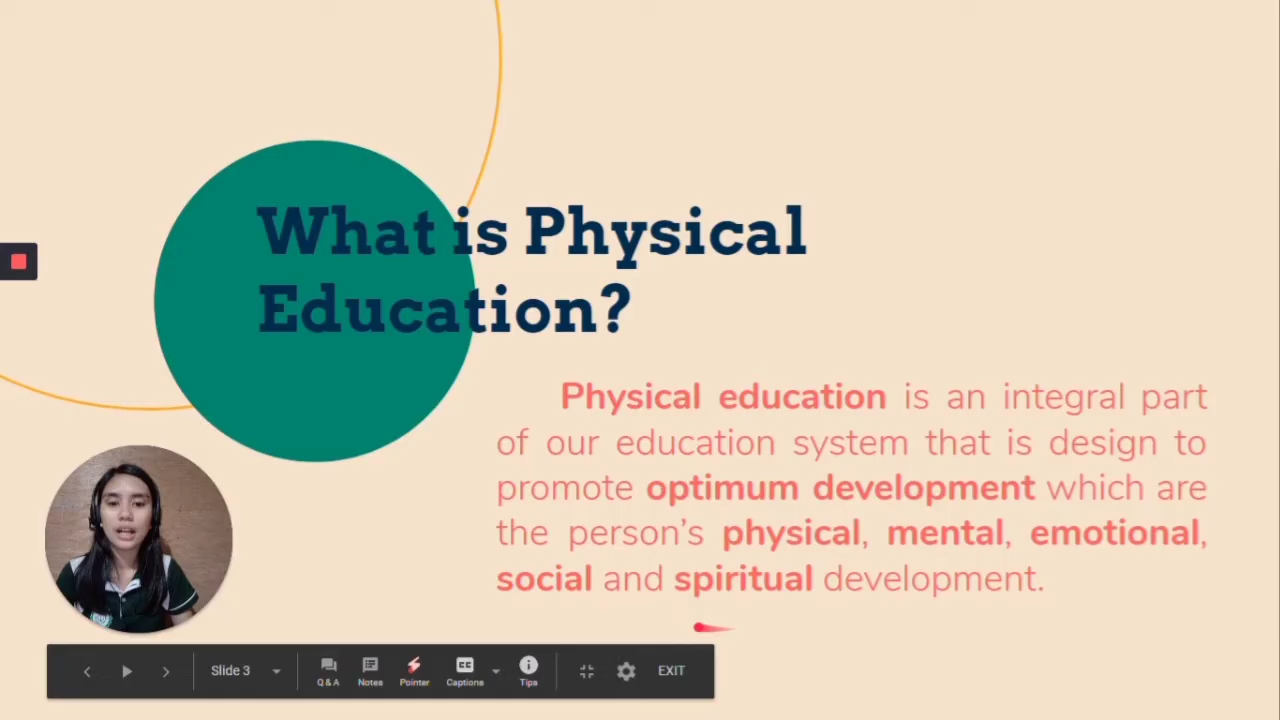 What is Physical
Education?
Physical education is an integral part
of our education system that is design to
promote optimum development which are
the person's physical, mental, emotional,
social and spiritual development.
Slide 3
Q & A
Notes
Pointer
CC
Captions
Tips
EXIT